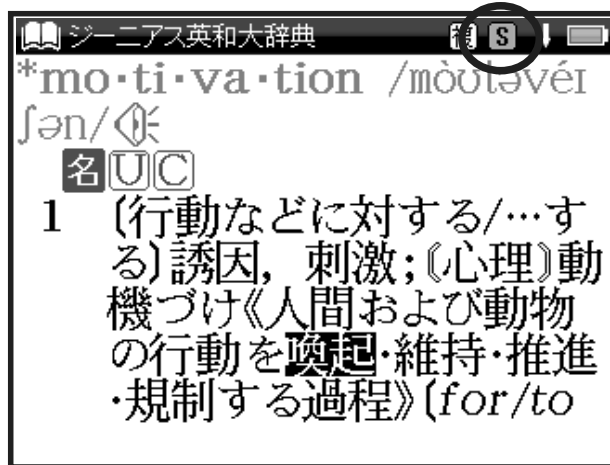 ジーニアス英和大辞典 複 S
*mo·ti·va·tion /mòʊtəvéɪ
ʃən/
名 U C
1 (行動などに対する/…す
る)誘因, 刺激;《心理》動
機づけ《人間および動物
の行動を喚起·維持·推進
·規制する過程》(for/to